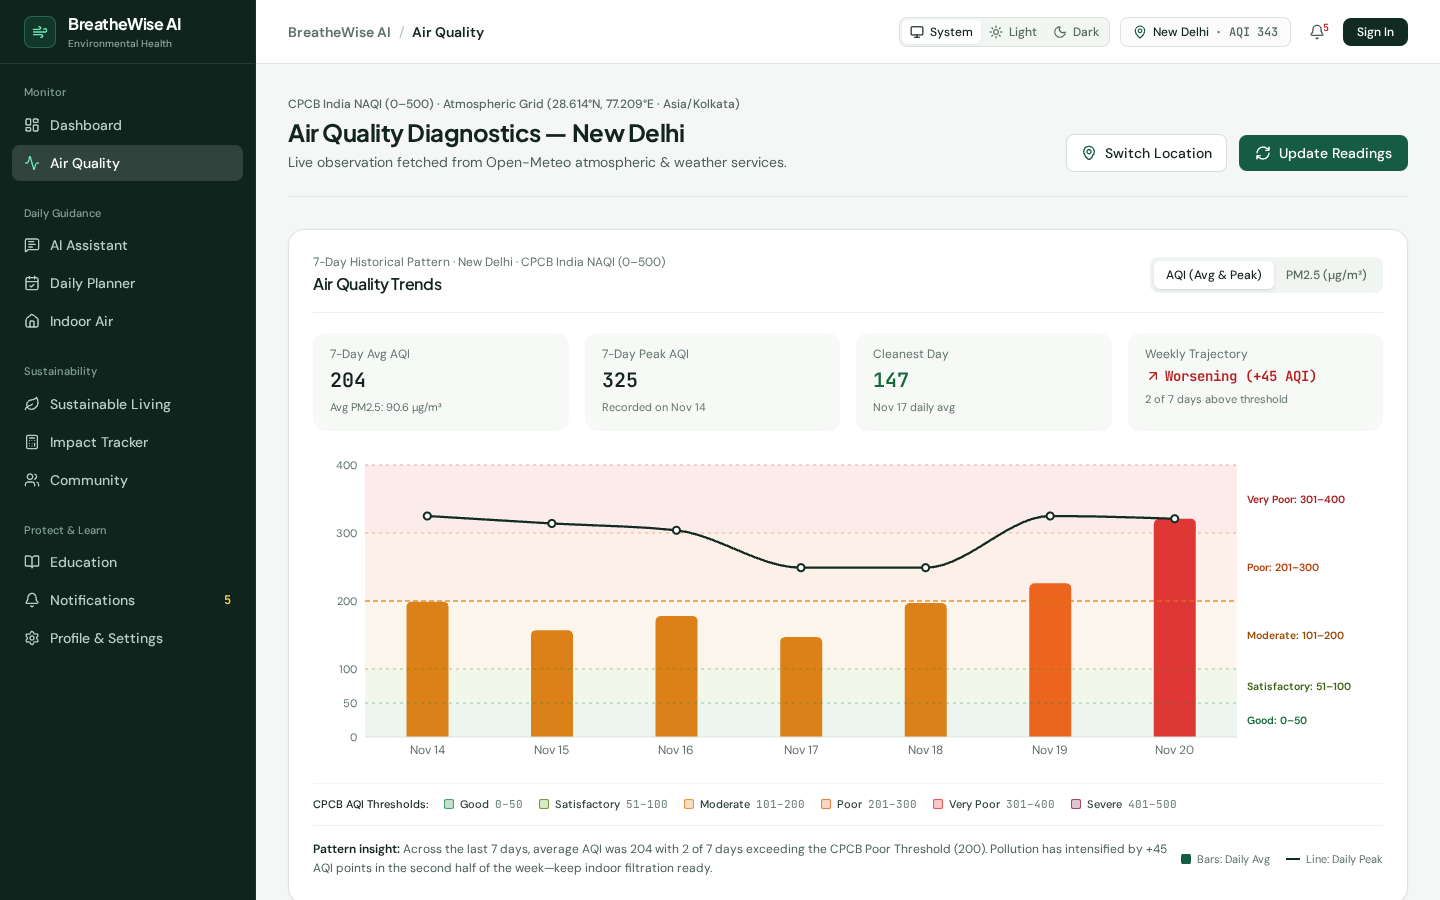 BreatheWise AI
Environmental Health
Monitor
Dashboard
Air Quality
Daily Guidance
AI Assistant
Daily Planner
Indoor Air
Sustainability
Sustainable Living
Impact Tracker
Community
Protect & Learn
Education
Notifications 5
Profile & Settings
BreatheWise AI / Air Quality
System Light Dark
New Delhi · AQI 343
5
Sign In
CPCB India NAQI (0–500) · Atmospheric Grid (28.614°N, 77.209°E · Asia/Kolkata)
Air Quality Diagnostics — New Delhi
Live observation fetched from Open-Meteo atmospheric & weather services.
Switch Location
Update Readings
7-Day Historical Pattern · New Delhi · CPCB India NAQI (0–500)
Air Quality Trends
AQI (Avg & Peak) PM2.5 (µg/m³)
7-Day Avg AQI
204
Avg PM2.5: 90.6 µg/m³
7-Day Peak AQI
325
Recorded on Nov 14
Cleanest Day
147
Nov 17 daily avg
Weekly Trajectory
Worsening (+45 AQI)
2 of 7 days above threshold
400
300
200
100
50
0
Nov 14 Nov 15 Nov 16 Nov 17 Nov 18 Nov 19 Nov 20
Very Poor: 301–400
Poor: 201–300
Moderate: 101–200
Satisfactory: 51–100
Good: 0–50
CPCB AQI Thresholds: Good 0–50 Satisfactory 51–100 Moderate 101–200 Poor 201–300 Very Poor 301–400 Severe 401–500
Pattern insight: Across the last 7 days, average AQI was 204 with 2 of 7 days exceeding the CPCB Poor Threshold (200). Pollution has intensified by +45
AQI points in the second half of the week—keep indoor filtration ready.
Bars: Daily Avg Line: Daily Peak